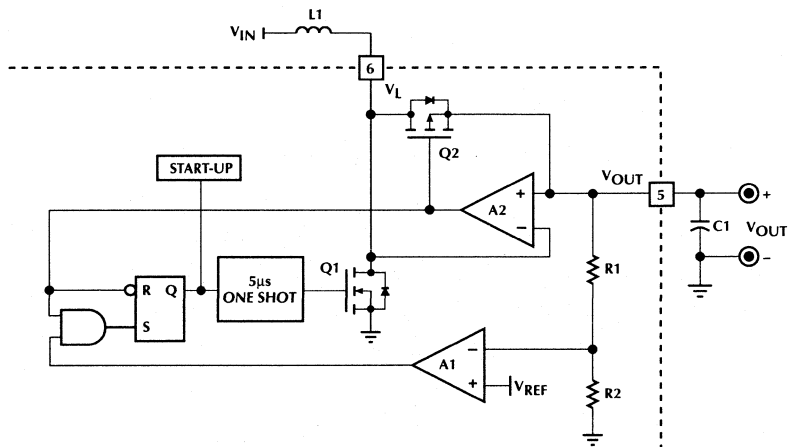 L1
VIN
6
VL
Q2
START-UP
VOUT
5
+
A2
+
−
C1
VOUT
−
Q1
R1
R Q
5µs
ONE SHOT
S
A1
−
+
VREF
R2